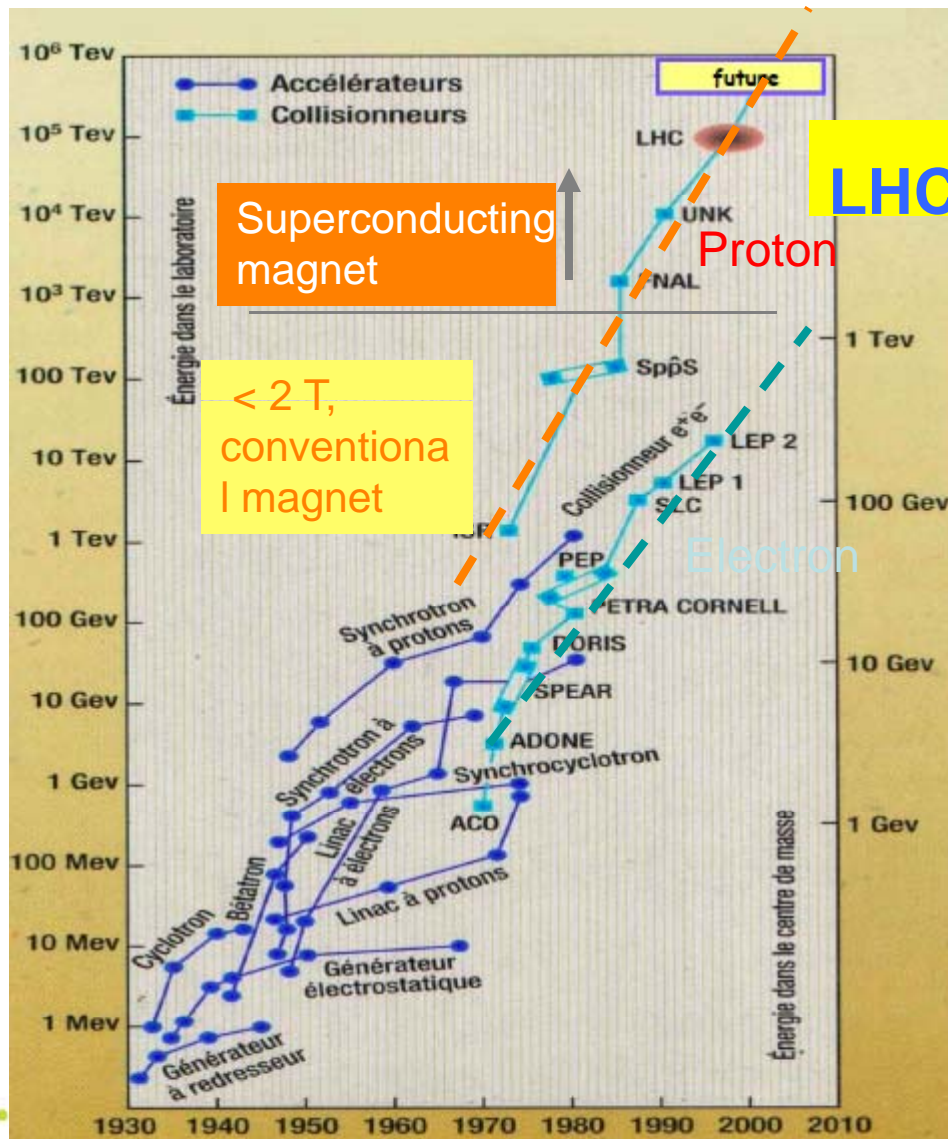 10⁶ Tev
10⁵ Tev
10⁴ Tev
10³ Tev
100 Tev
10 Tev
1 Tev
100 Gev
10 Gev
1 Gev
100 Mev
10 Mev
1 Mev
Énergie dans le laboratoire
Accélérateurs
Collisionneurs
future
LHC
LHC
Superconducting
magnet
UNK
Proton
FNAL
< 2 T,
conventiona
l magnet
Spp̂S
Collisionneur e⁺e⁻
LEP 2
LEP 1
SLC
ISR
Electron
PEP
PETRA CORNELL
Synchrotron
à protons
DORIS
SPEAR
ADONE
Synchrotron à
électrons
Synchrocyclotron
ACO
Linac
à électrons
Bétatron
Linac à protons
Cyclotron
Générateur
électrostatique
Générateur
à redresseur
1 Tev
100 Gev
10 Gev
1 Gev
Énergie dans le centre de masse
1930 1940 1950 1960 1970 1980 1990 2000 2010